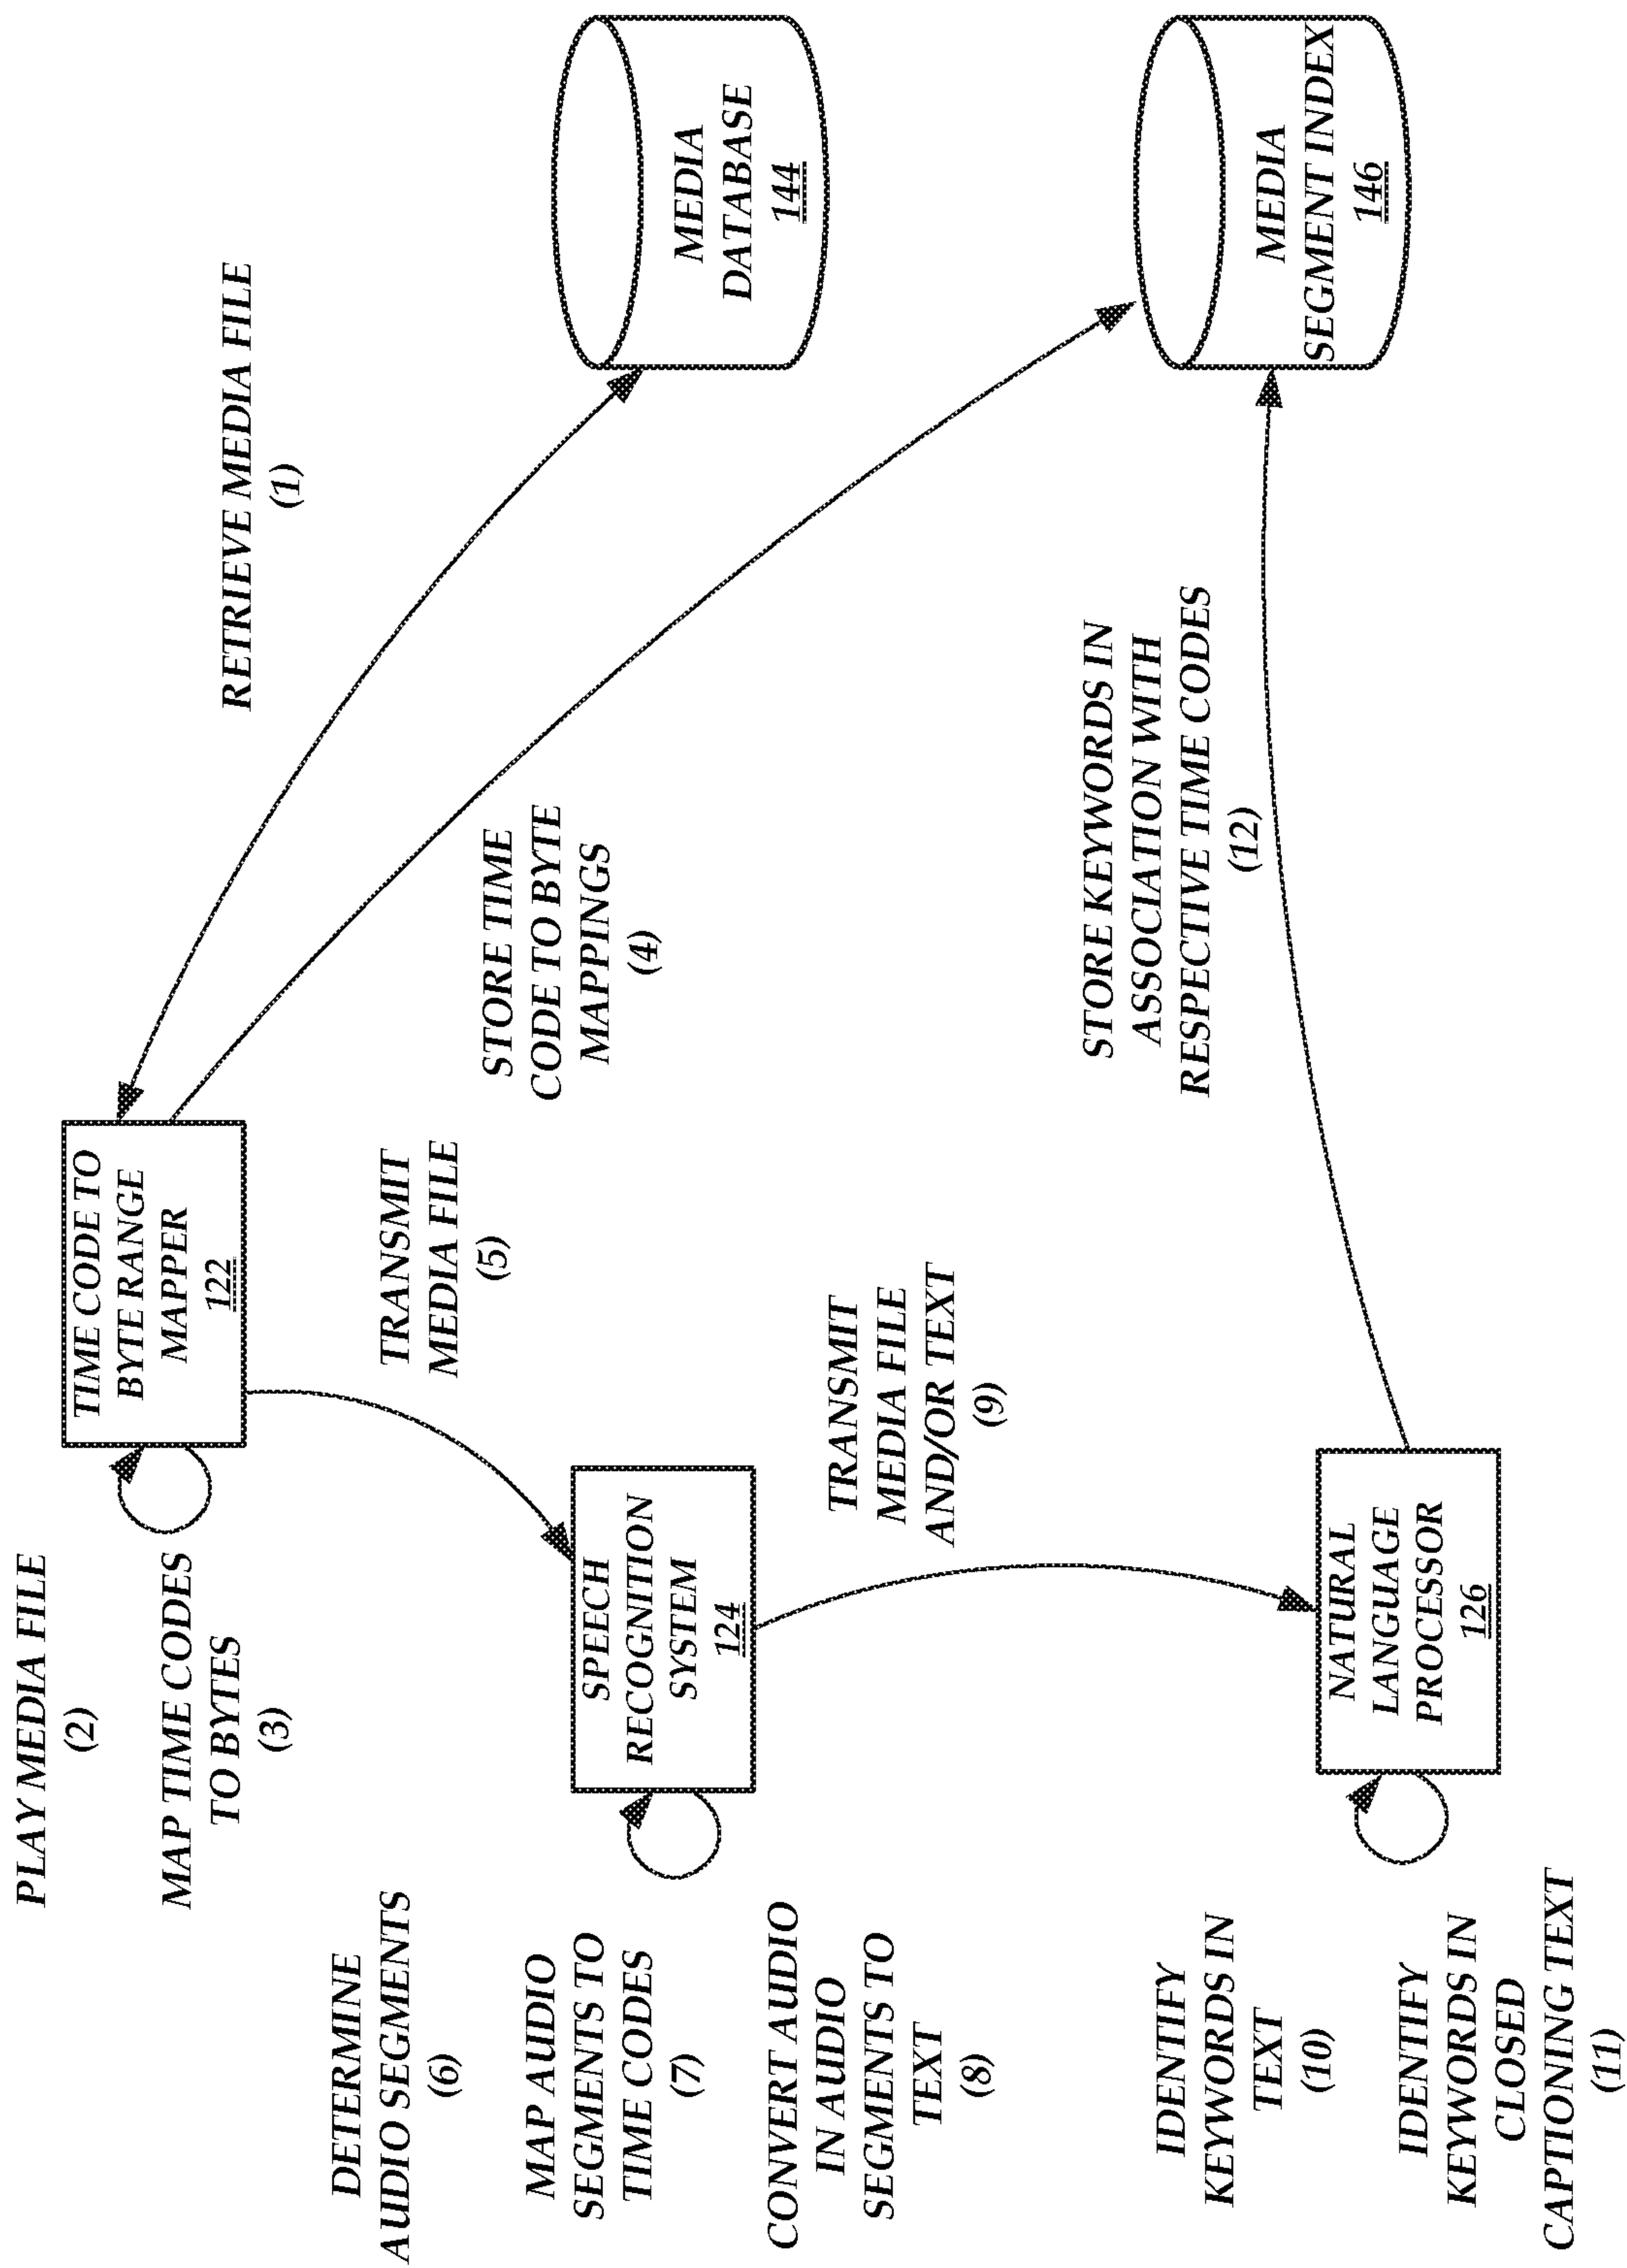 PLAY MEDIA FILE
(2)
MAP TIME CODES
TO BYTES
(3)
TIME CODE TO
BYTE RANGE
MAPPER
122
RETRIEVE MEDIA FILE
(1)
DETERMINE
AUDIO SEGMENTS
(6)
TRANSMIT
MEDIA FILE
(5)
STORE TIME
CODE TO BYTE
MAPPINGS
(4)
MEDIA
DATABASE
144
MAP AUDIO
SEGMENTS TO
TIME CODES
(7)
SPEECH
RECOGNITION
SYSTEM
124
CONVERT AUDIO
IN AUDIO
SEGMENTS TO
TEXT
(8)
TRANSMIT
MEDIA FILE
AND/OR TEXT
(9)
STORE KEYWORDS IN
ASSOCIATION WITH
RESPECTIVE TIME CODES
(12)
IDENTIFY
KEYWORDS IN
TEXT
(10)
NATURAL
LANGUAGE
PROCESSOR
126
MEDIA
SEGMENT INDEX
146
IDENTIFY
KEYWORDS IN
CLOSED
CAPTIONING TEXT
(11)